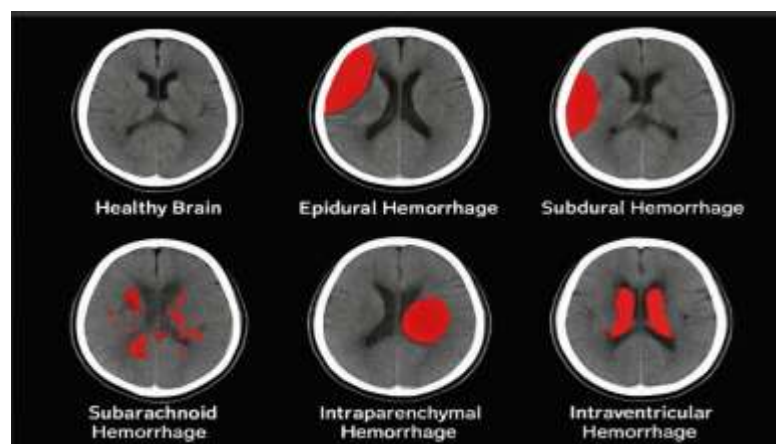 Healthy Brain
Epidural Hemorrhage
Subdural Hemorrhage
Subarachnoid
Hemorrhage
Intraparenchymal
Hemorrhage
Intraventricular
Hemorrhage